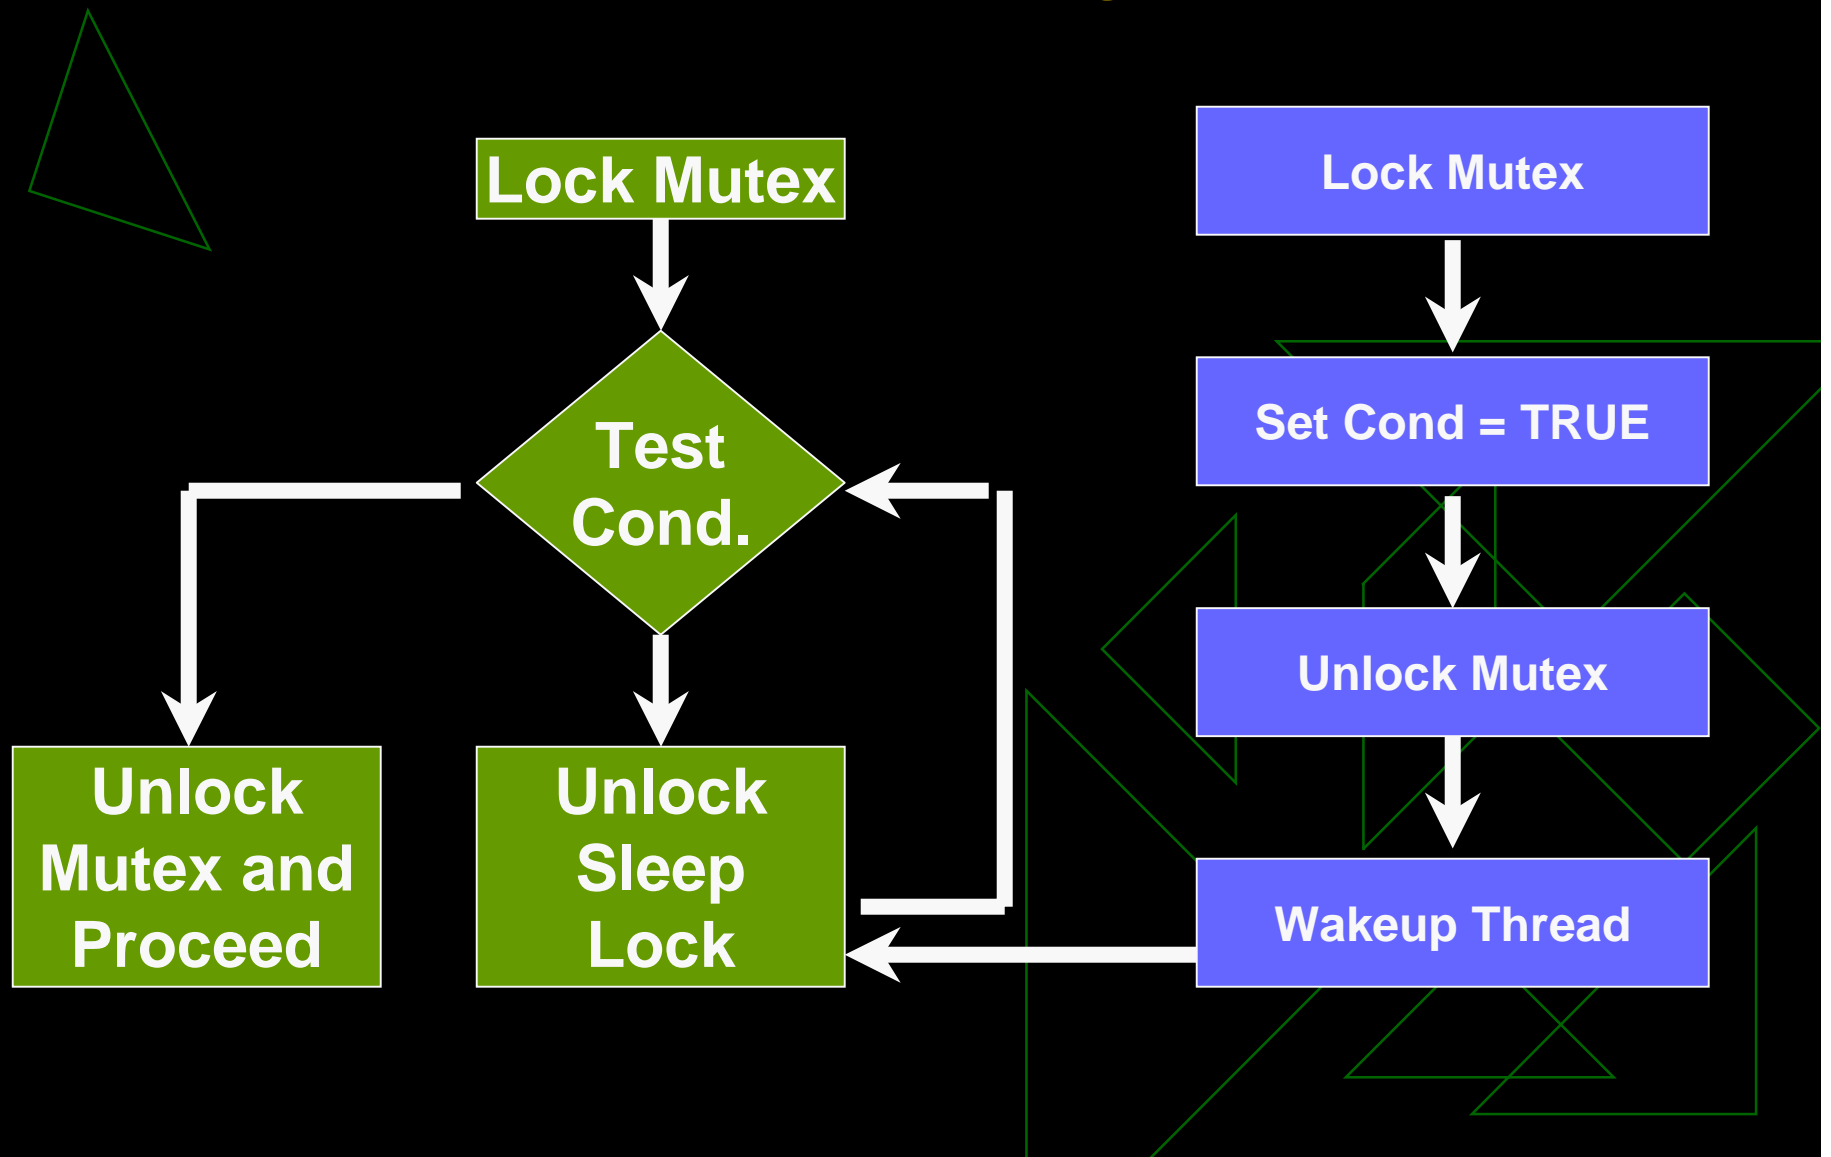 Lock Mutex
Test
Cond.
Unlock
Mutex and
Proceed
Unlock
Sleep
Lock
Lock Mutex
Set Cond = TRUE
Unlock Mutex
Wakeup Thread